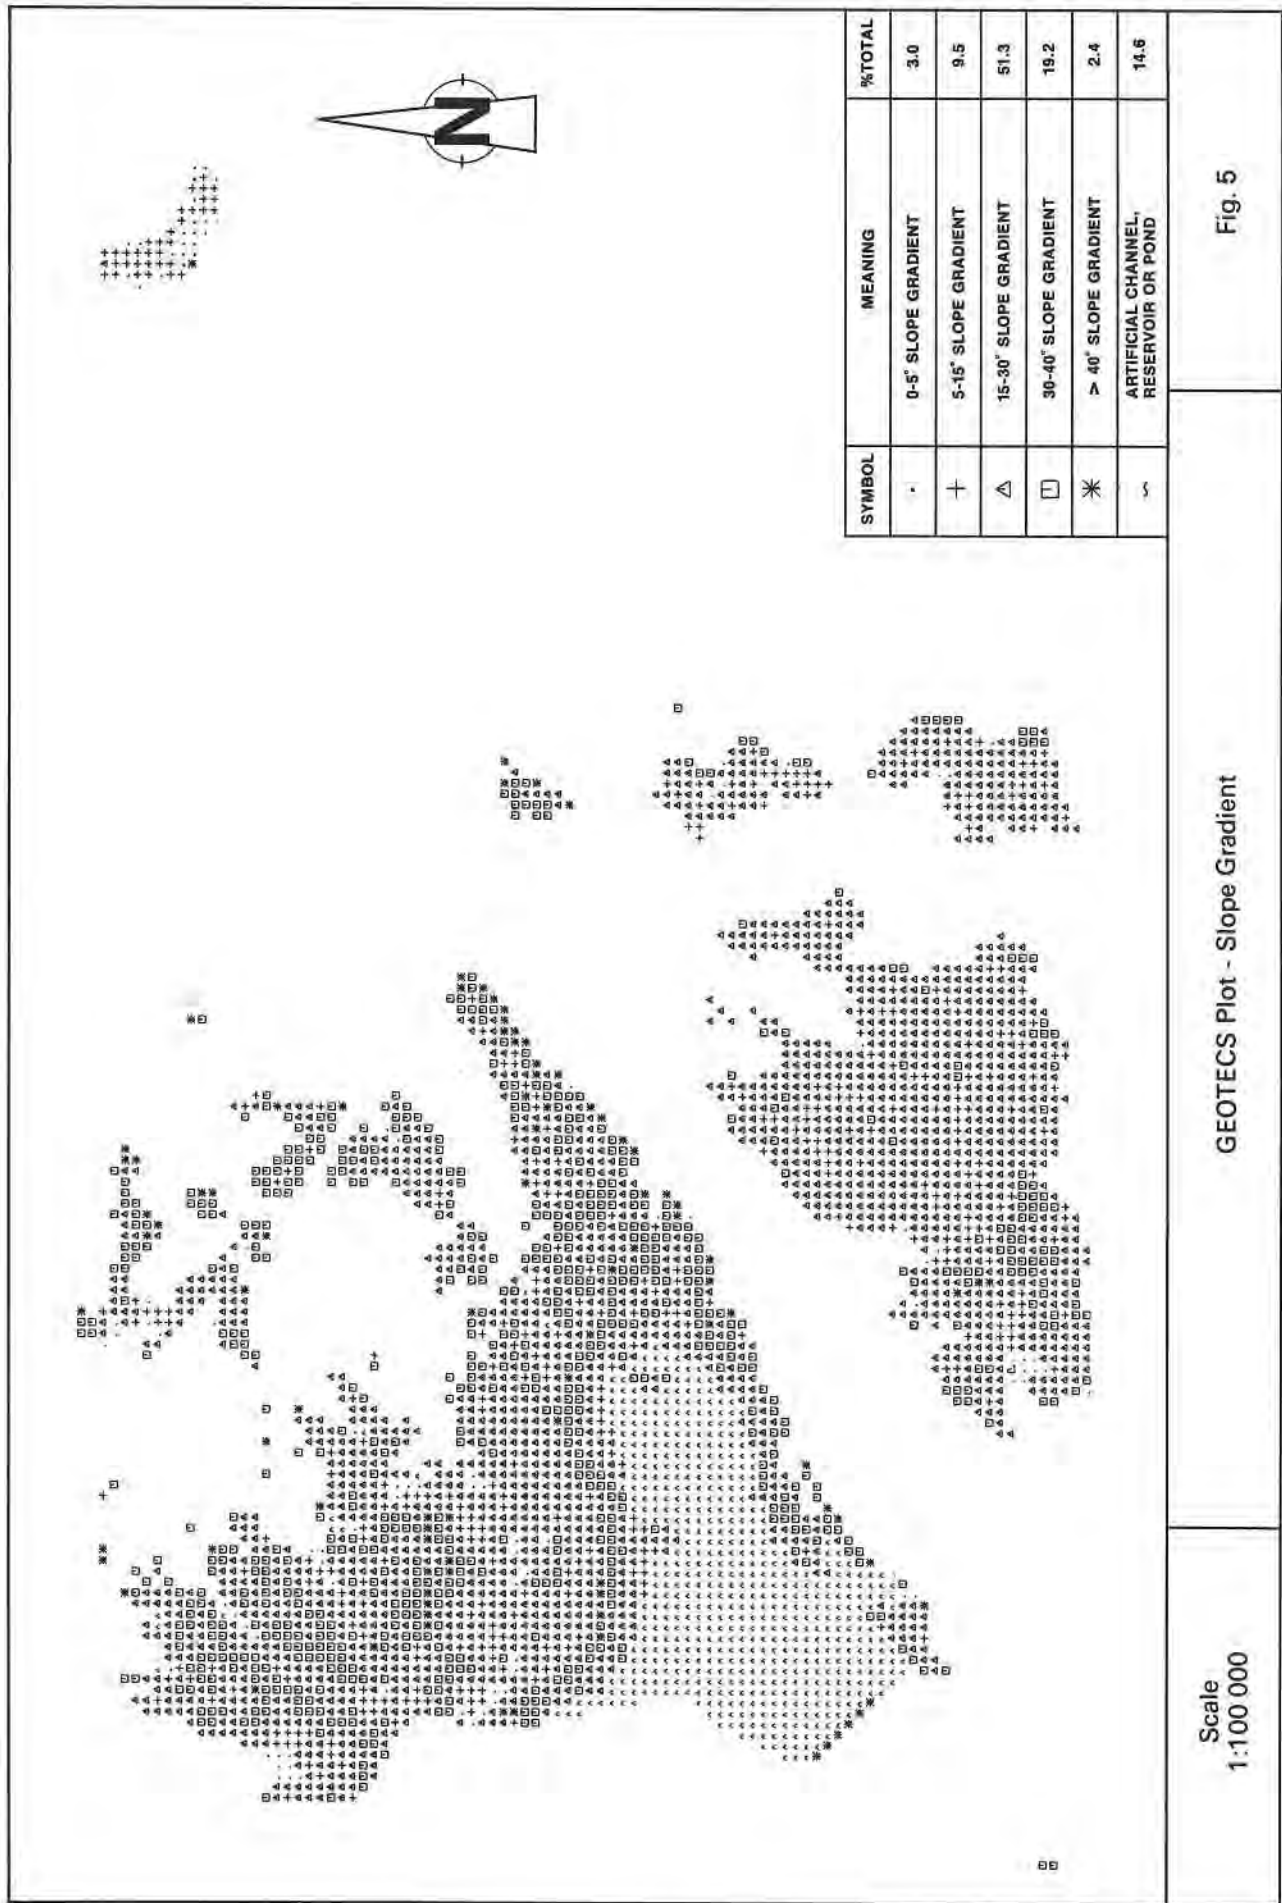 N
SYMBOL MEANING %TOTAL
. 0-5° SLOPE GRADIENT 3.0
+ 5-15° SLOPE GRADIENT 9.5
△ 15-30° SLOPE GRADIENT 51.3
□ 30-40° SLOPE GRADIENT 19.2
* > 40° SLOPE GRADIENT 2.4
~ ARTIFICIAL CHANNEL, 14.6
RESERVOIR OR POND
Scale
1:100 000
GEOTECS Plot - Slope Gradient
Fig. 5